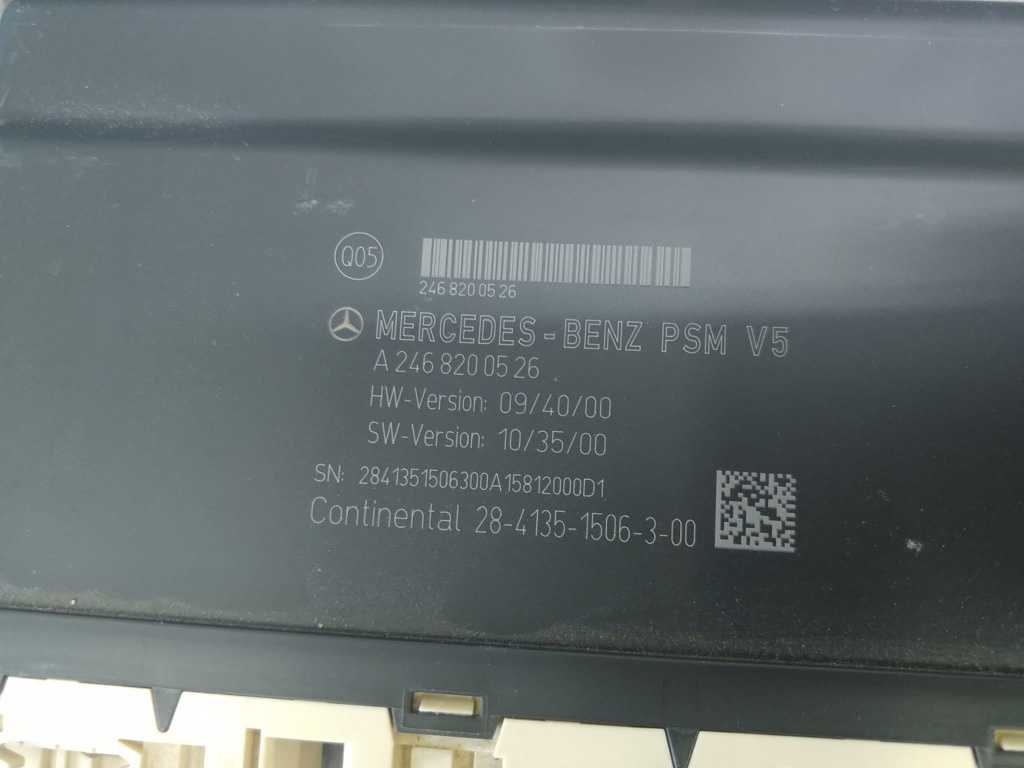 Q05
246 820 05 26
MERCEDES-BENZ PSM V5
A 246 820 05 26
HW-Version: 09/40/00
SW-Version: 10/35/00
SN: 2841351506300A15812000D1
Continental 28-4135-1506-3-00